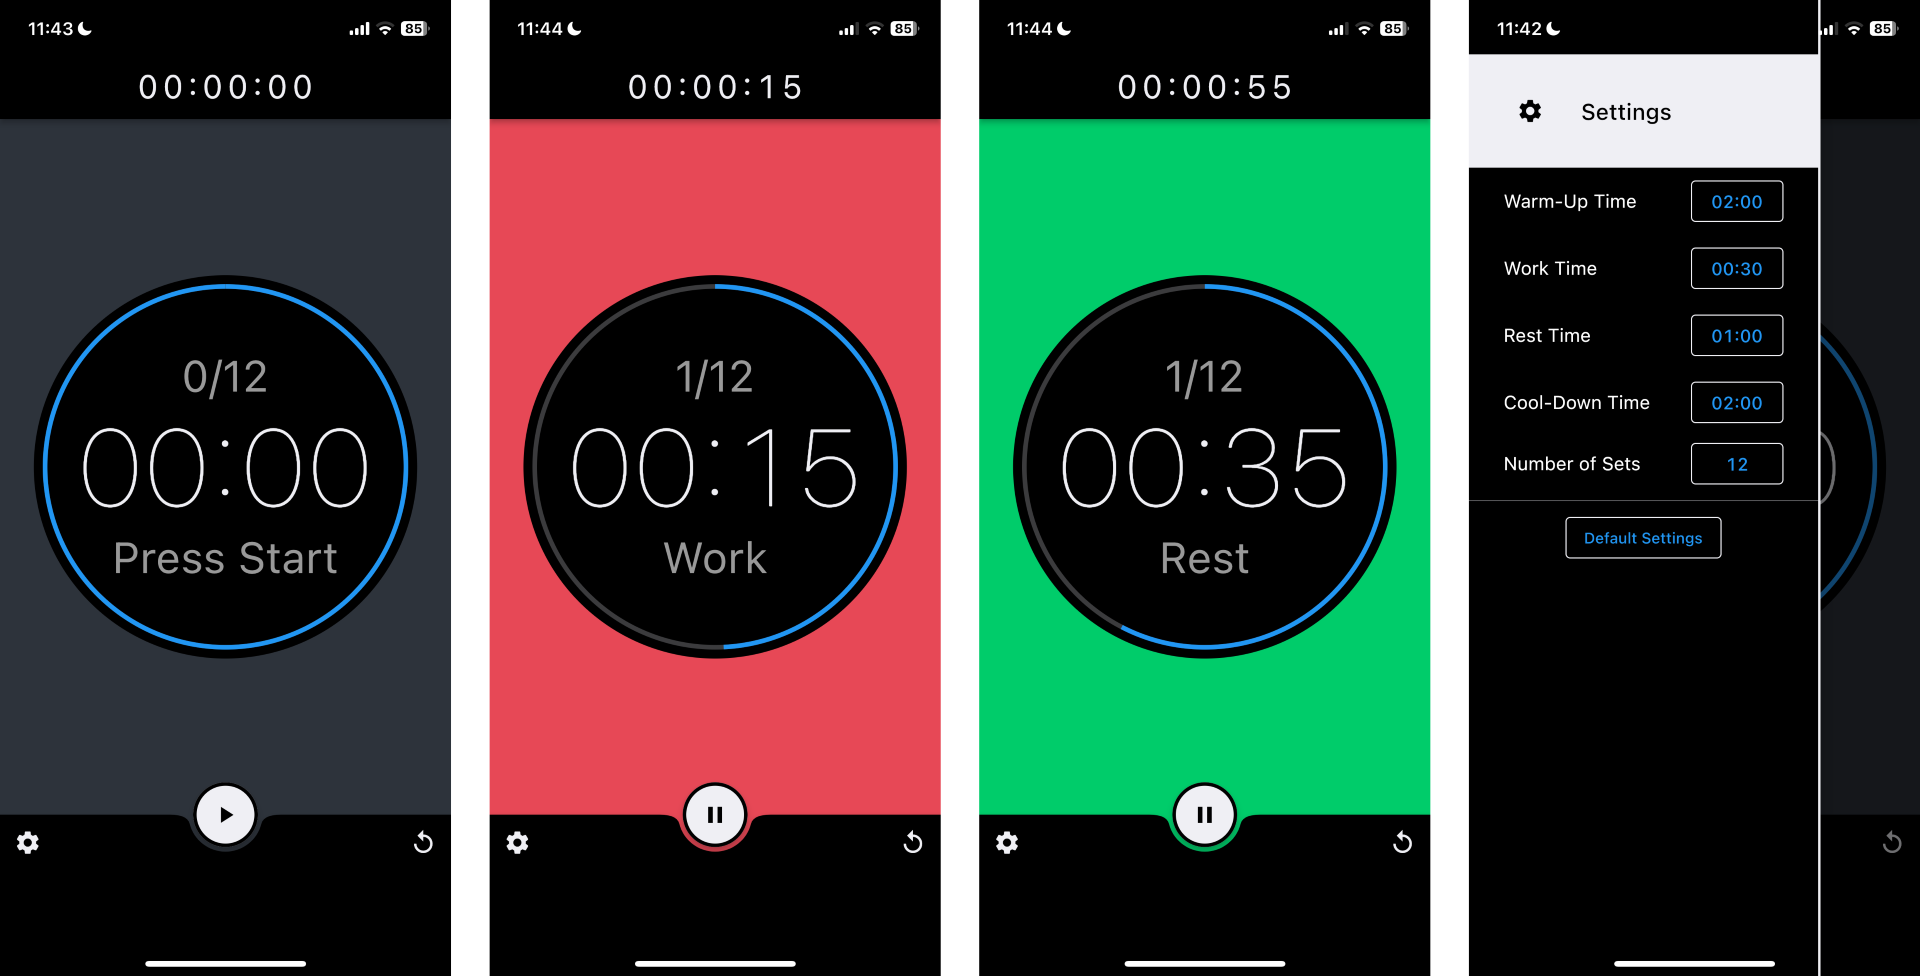 11:43
85
00:00:00
0/12
00:00
Press Start
11:44
85
00:00:15
1/12
00:15
Work
11:44
85
00:00:55
1/12
00:35
Rest
11:42
85
Settings
Warm-Up Time 02:00
Work Time 00:30
Rest Time 01:00
Cool-Down Time 02:00
Number of Sets 12
Default Settings